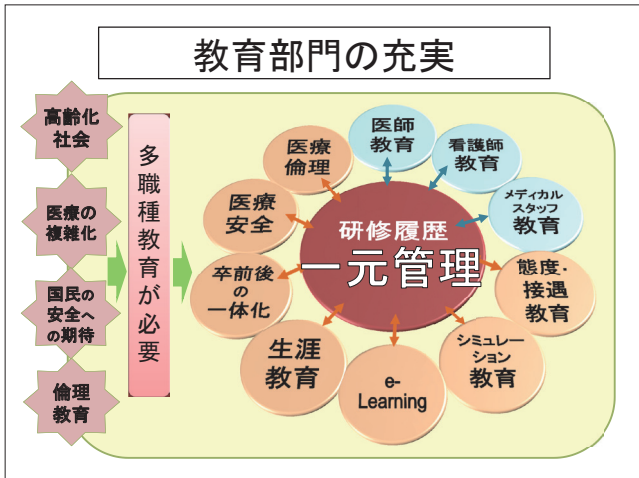 教育部門の充実
高齢化
社会
医療の
複雑化
国民の
安全へ
の期待
倫理
教育
多職種教育が必要
医師
教育
看護師
教育
メディカル
スタッフ
教育
態度・
接遇
教育
シミュレー
ション
教育
e-
Learning
生涯
教育
卒前後
の
一体化
医療
安全
医療
倫理
研修履歴
一元管理